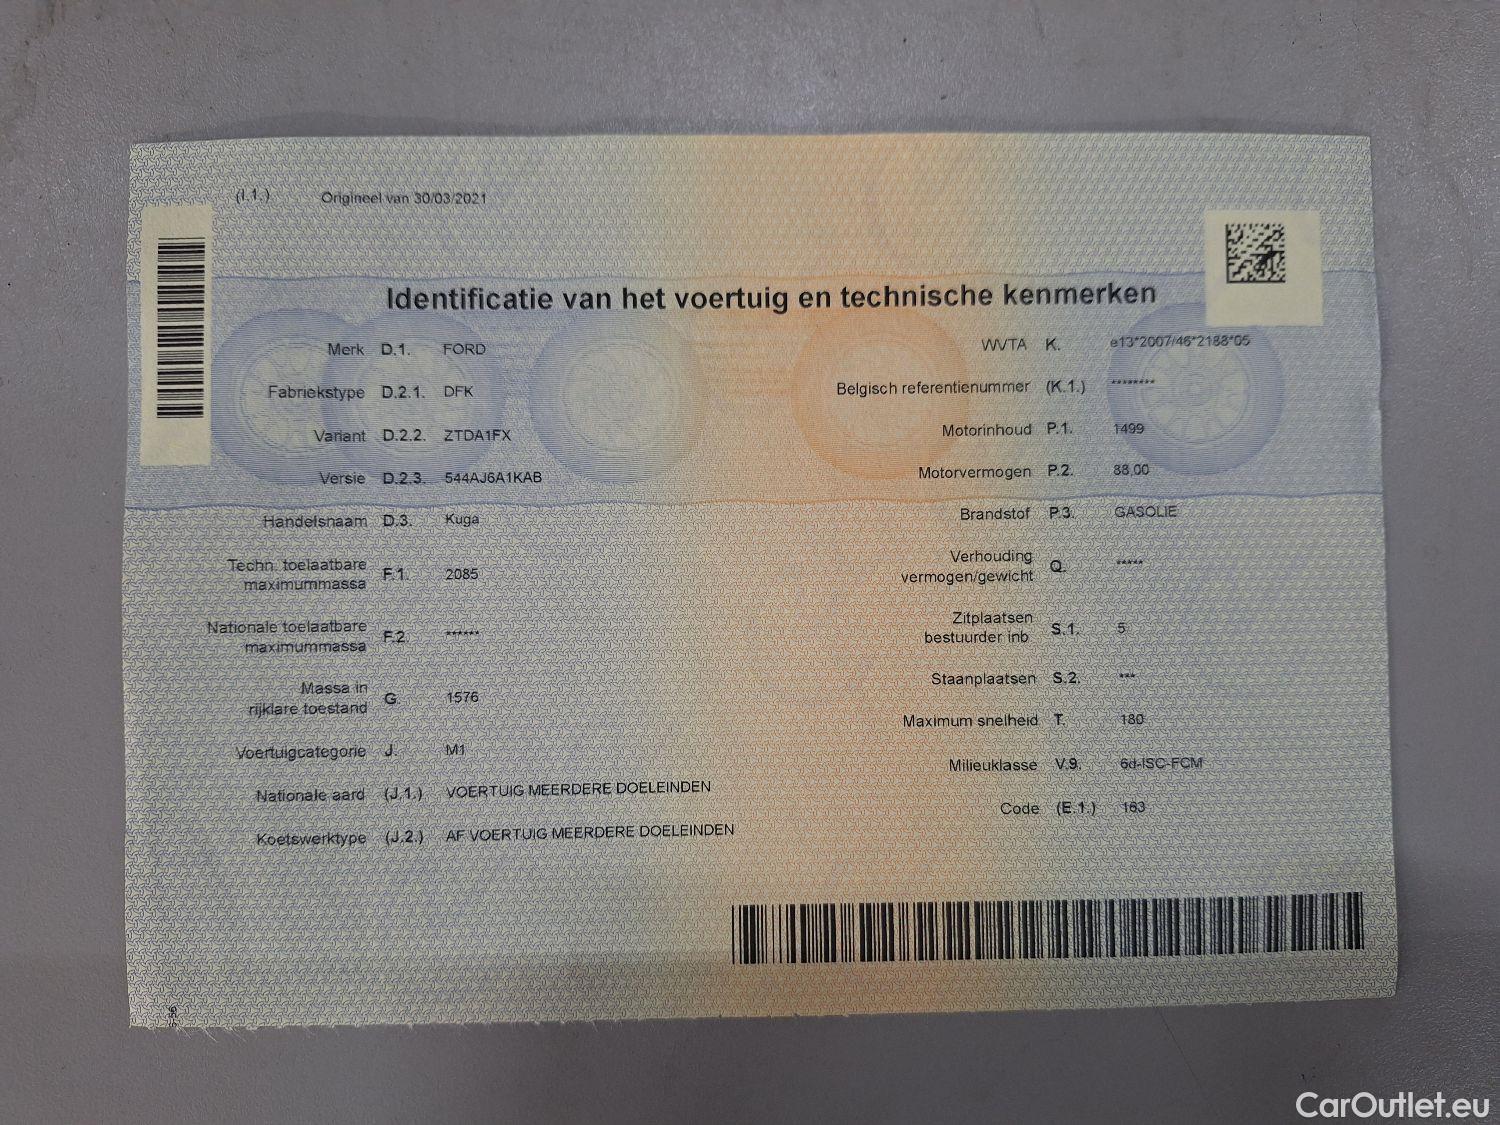 (I.1.) Origineel van 30/03/2021
Identificatie van het voertuig en technische kenmerken
Merk D.1. FORD
Fabriekstype D.2.1. DFK
Variant D.2.2. ZTDA1FX
Versie D.2.3. 544AJ6A1KAB
Handelsnaam D.3. Kuga
Techn. toelaatbare
maximummassa F.1. 2085
Nationale toelaatbare
maximummassa F.2. ******
Massa in
rijklare toestand G. 1576
Voertuigcategorie J. M1
Nationale aard (J.1.) VOERTUIG MEERDERE DOELEINDEN
Koetswerktype (J.2.) AF VOERTUIG MEERDERE DOELEINDEN
WVTA K. e13*2007/46*2188*05
Belgisch referentienummer (K.1.) ********
Motorinhoud P.1. 1499
Motorvermogen P.2. 88,00
Brandstof P.3. GASOLIE
Verhouding
vermogen/gewicht Q. *****
Zitplaatsen
bestuurder inb S.1. 5
Staanplaatsen S.2. ***
Maximum snelheid T. 180
Milieuklasse V.9. 6d-ISC-FCM
Code (E.1.) 163
CarOutlet.eu